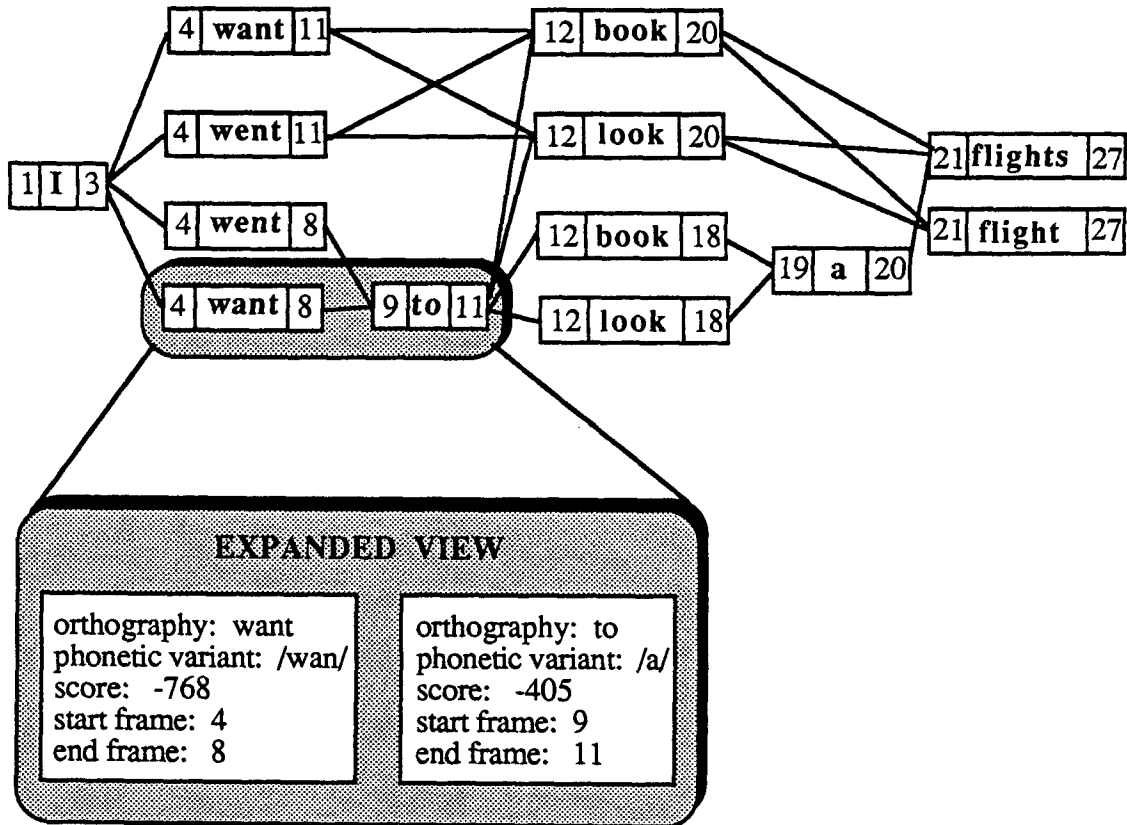 4 want 11
12 book 20
4 went 11
12 look 20
21 flights 27
1 I 3
4 went 8
12 book 18
21 flight 27
19 a 20
4 want 8
9 to 11
12 look 18
EXPANDED VIEW
orthography: want
phonetic variant: /wan/
score: -768
start frame: 4
end frame: 8
orthography: to
phonetic variant: /a/
score: -405
start frame: 9
end frame: 11